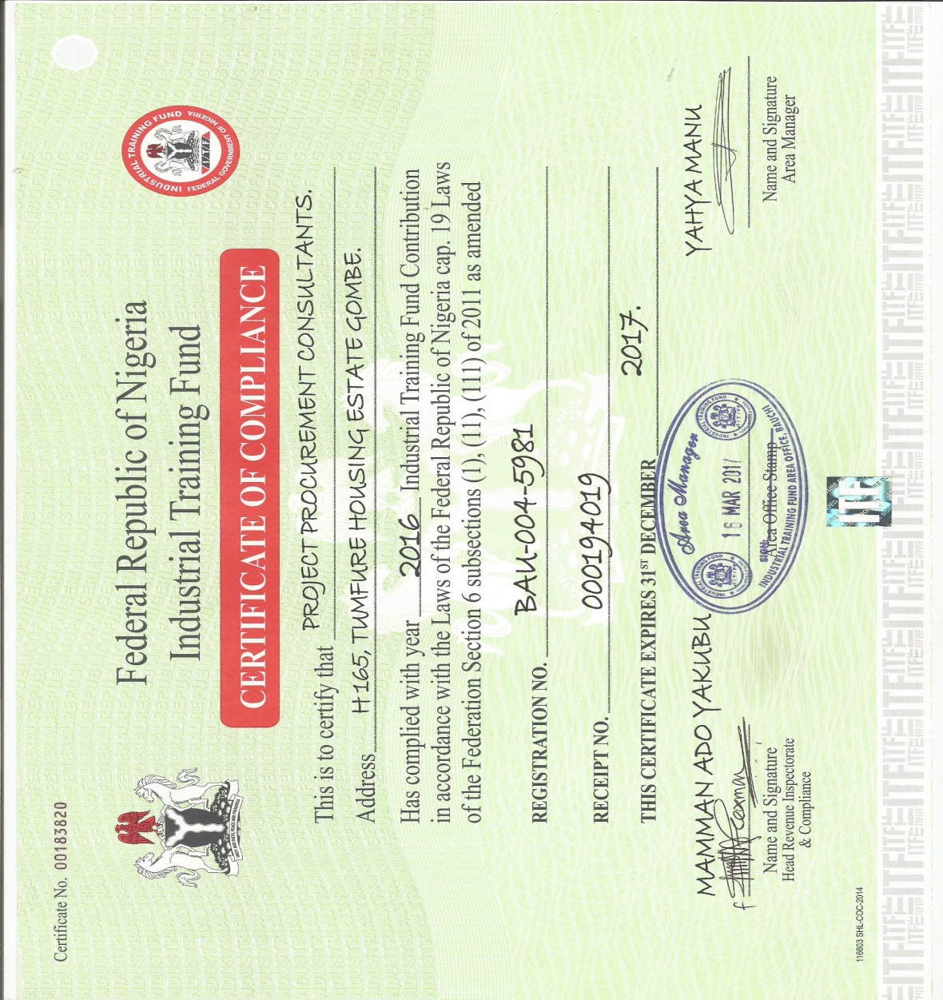 Certificate No. 00183820
Federal Republic of Nigeria
Industrial Training Fund
INDUSTRIAL TRAINING FUND
FEDERAL GOVERNMENT OF NIGERIA
I/T/F
CERTIFICATE OF COMPLIANCE
This is to certify that PROJECT PROCUREMENT CONSULTANTS.
Address H165, TUMFURE HOUSING ESTATE GOMBE.
Has complied with year 2016 Industrial Training Fund Contribution
in accordance with the Laws of the Federal Republic of Nigeria cap. 19 Laws
of the Federation Section 6 subsections (1), (11), (111) of 2011 as amended
REGISTRATION NO. BAU-004-5981
RECEIPT NO. 000194019
THIS CERTIFICATE EXPIRES 31ST DECEMBER 2017.
Area Manager
INDUSTRIAL TRAINING FUND
16 MAR 2017
SIGN:
Area Office Stamp
INDUSTRIAL TRAINING FUND AREA OFFICE, BAUCHI
MAMMAN ADO YAKUBU
Name and Signature
Head Revenue Inspectorate
& Compliance
YAHYA MANU
Name and Signature
Area Manager
ITF
116603 SHL-COC-2014